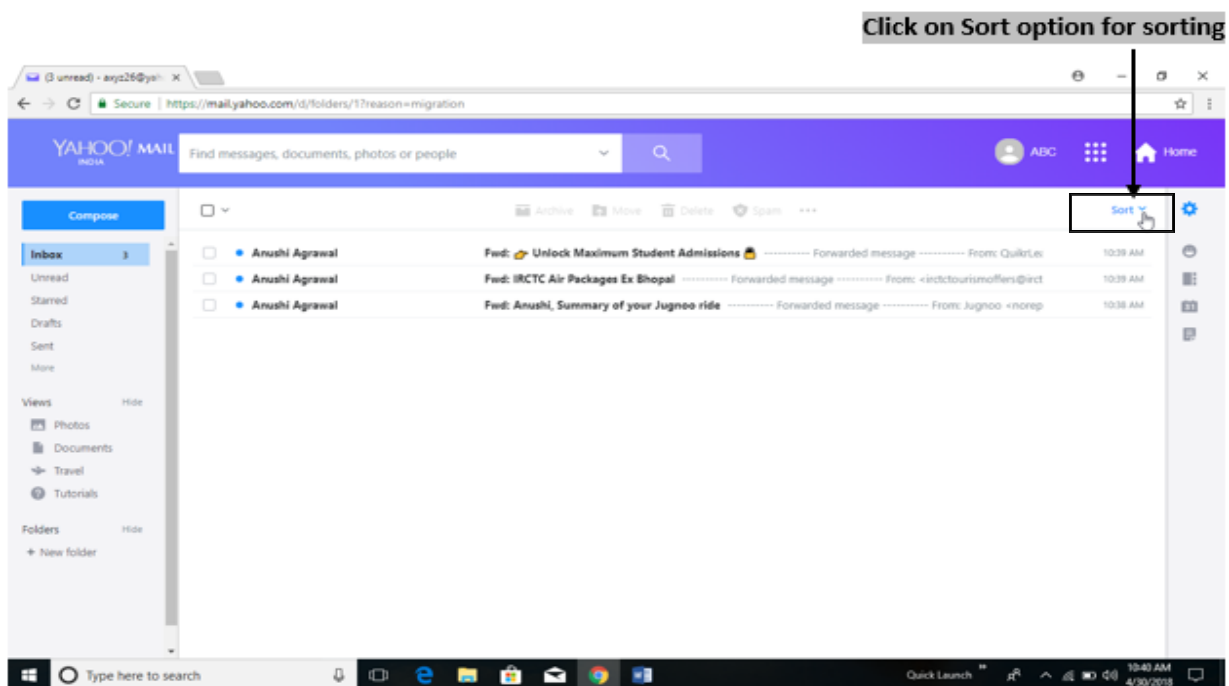 Click on Sort option for sorting
(3 unread) - axyz26@yah
Secure | https://mail.yahoo.com/d/folders/1?reason=migration
YAHOO! MAIL
INDIA
Find messages, documents, photos or people
ABC
Home
Compose
Archive Move Delete Spam
Sort
Inbox 3
Unread
Starred
Drafts
Sent
More
Anushi Agrawal Fwd: 👉 Unlock Maximum Student Admissions ----------- Forwarded message ----------- From: QuikrLe 10:39 AM
Anushi Agrawal Fwd: IRCTC Air Packages Ex Bhopal ----------- Forwarded message ----------- From: <irctctourismoffers@irct 10:39 AM
Anushi Agrawal Fwd: Anushi, Summary of your Jugnoo ride ----------- Forwarded message ----------- From: Jugnoo <norep 10:38 AM
Views Hide
Photos
Documents
Travel
Tutorials
Folders Hide
+ New folder
Type here to search
Quick Launch
10:40 AM
4/30/2018